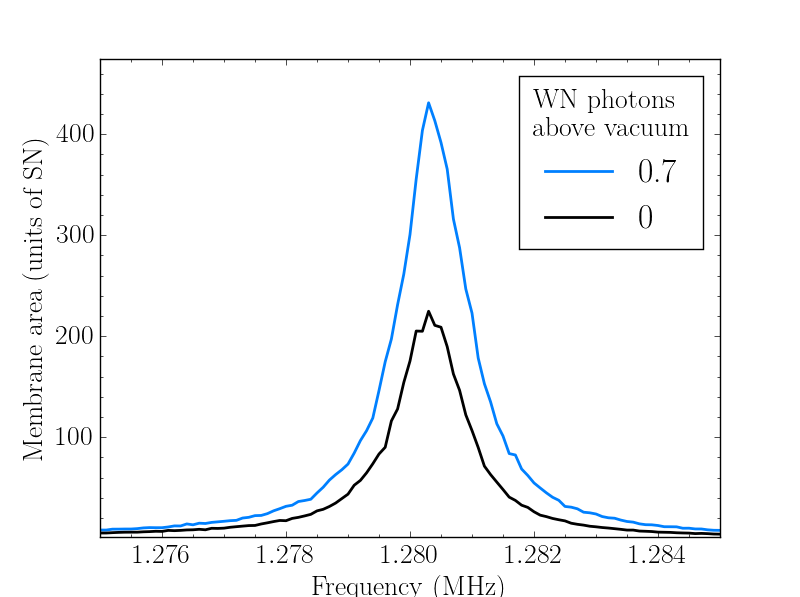 WN photons
above vacuum
0.7
0
Membrane area (units of SN)
400
300
200
100
1.276 1.278 1.280 1.282 1.284
Frequency (MHz)